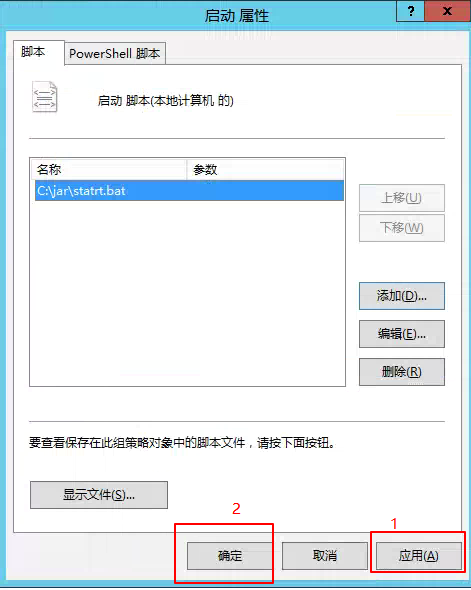 启动 属性
?
x
脚本
PowerShell 脚本
启动 脚本(本地计算机 的)
名称
参数
C:\jar\statrt.bat
上移(U)
下移(W)
添加(D)...
编辑(E)...
删除(R)
要查看保存在此组策略对象中的脚本文件，请按下面按钮。
显示文件(S)...
2
1
确定
取消
应用(A)